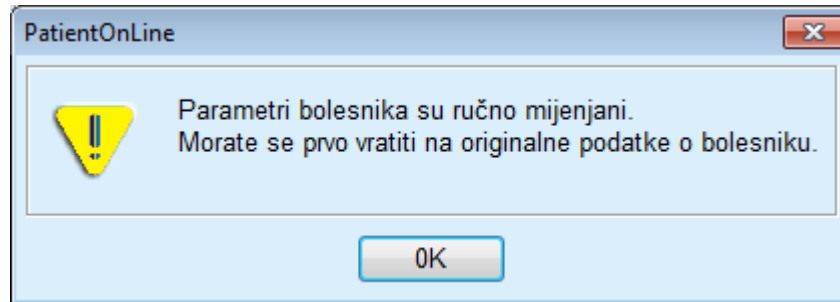 PatientOnLine
Parametri bolesnika su ručno mijenjani.
Morate se prvo vratiti na originalne podatke o bolesniku.
OK